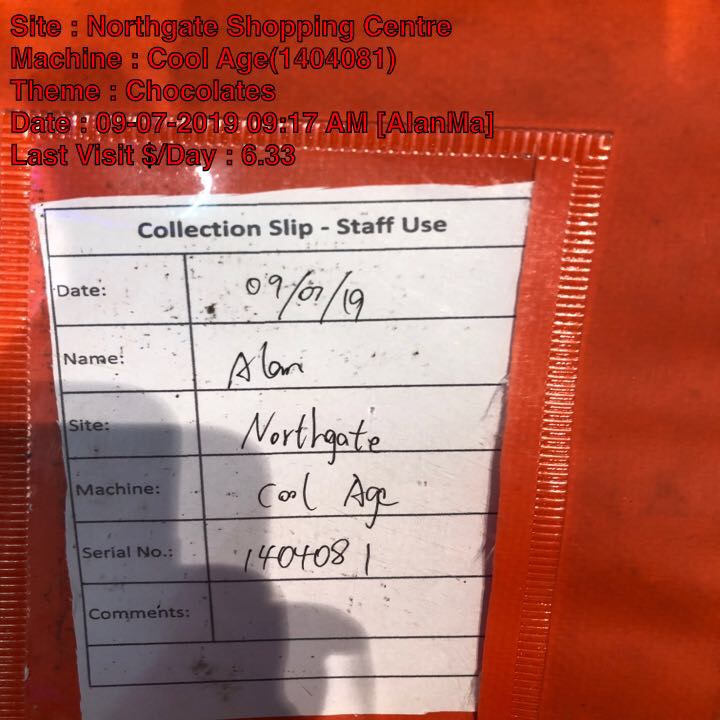 Site : Northgate Shopping Centre
Machine : Cool Age(1404081)
Theme : Chocolates
Date : 09-07-2019 09:17 AM [AlanMa]
Last Visit $/Day : 6.33
Collection Slip - Staff Use
Date: 09/07/19
Name: Alan
Site: Northgate
Machine: Cool Age
Serial No.: 1404081
Comments: